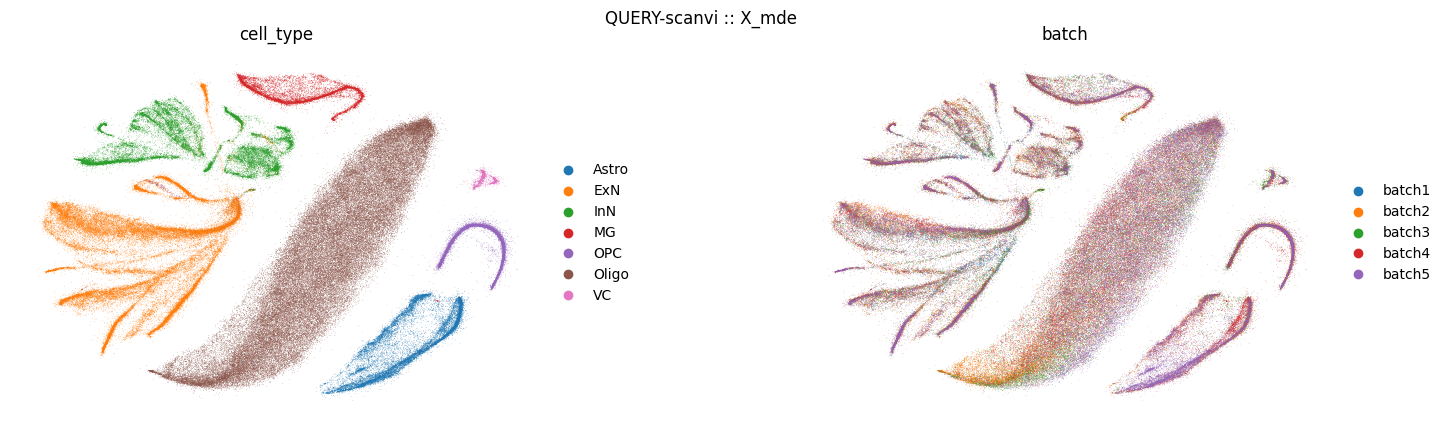 QUERY-scanvi :: X_mde
cell_type
Astro
ExN
InN
MG
OPC
Oligo
VC
batch
batch1
batch2
batch3
batch4
batch5